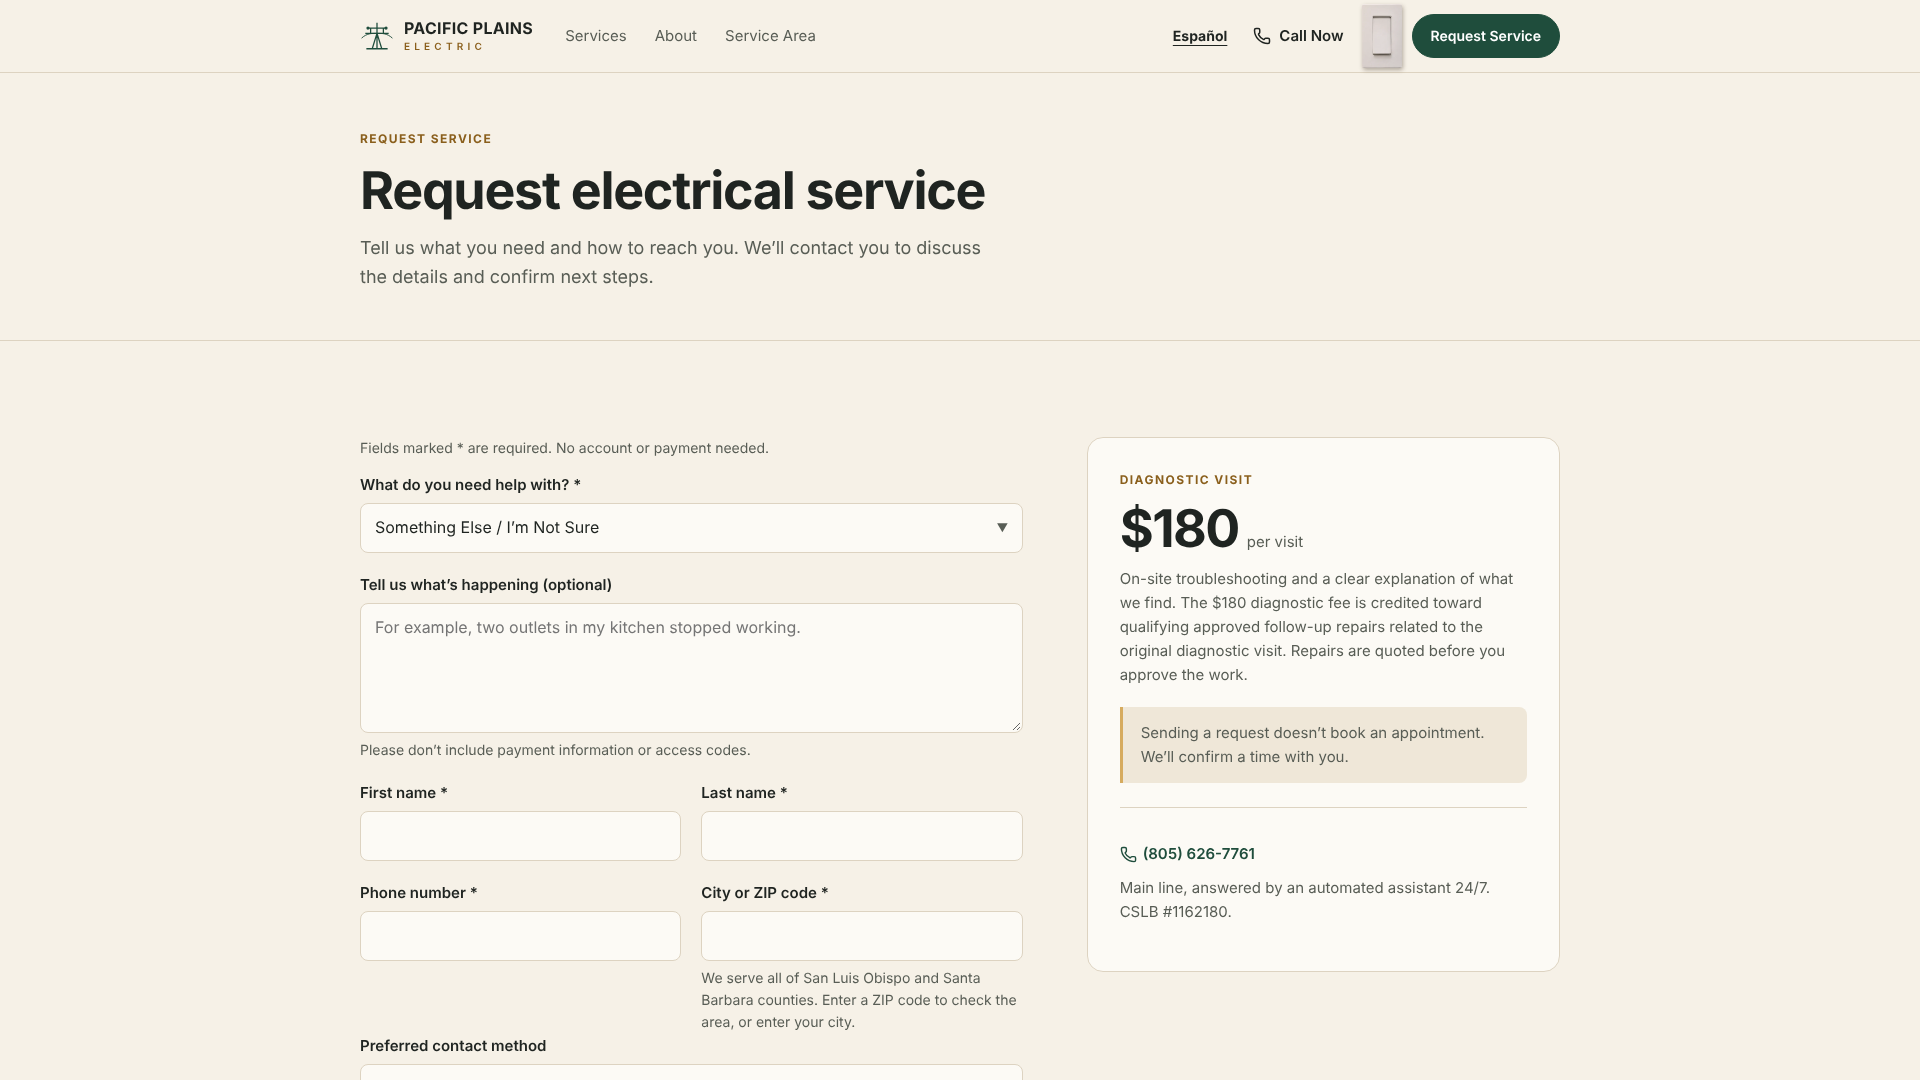 PACIFIC PLAINS
ELECTRIC
Services
About
Service Area
Español
Call Now
Request Service
REQUEST SERVICE
Request electrical service
Tell us what you need and how to reach you. We’ll contact you to discuss
the details and confirm next steps.
Fields marked * are required. No account or payment needed.
What do you need help with? *
Something Else / I’m Not Sure
Tell us what’s happening (optional)
For example, two outlets in my kitchen stopped working.
Please don’t include payment information or access codes.
First name *
Last name *
Phone number *
City or ZIP code *
We serve all of San Luis Obispo and Santa
Barbara counties. Enter a ZIP code to check the
area, or enter your city.
Preferred contact method
DIAGNOSTIC VISIT
$180 per visit
On-site troubleshooting and a clear explanation of what
we find. The $180 diagnostic fee is credited toward
qualifying approved follow-up repairs related to the
original diagnostic visit. Repairs are quoted before you
approve the work.
Sending a request doesn’t book an appointment.
We’ll confirm a time with you.
(805) 626-7761
Main line, answered by an automated assistant 24/7.
CSLB #1162180.